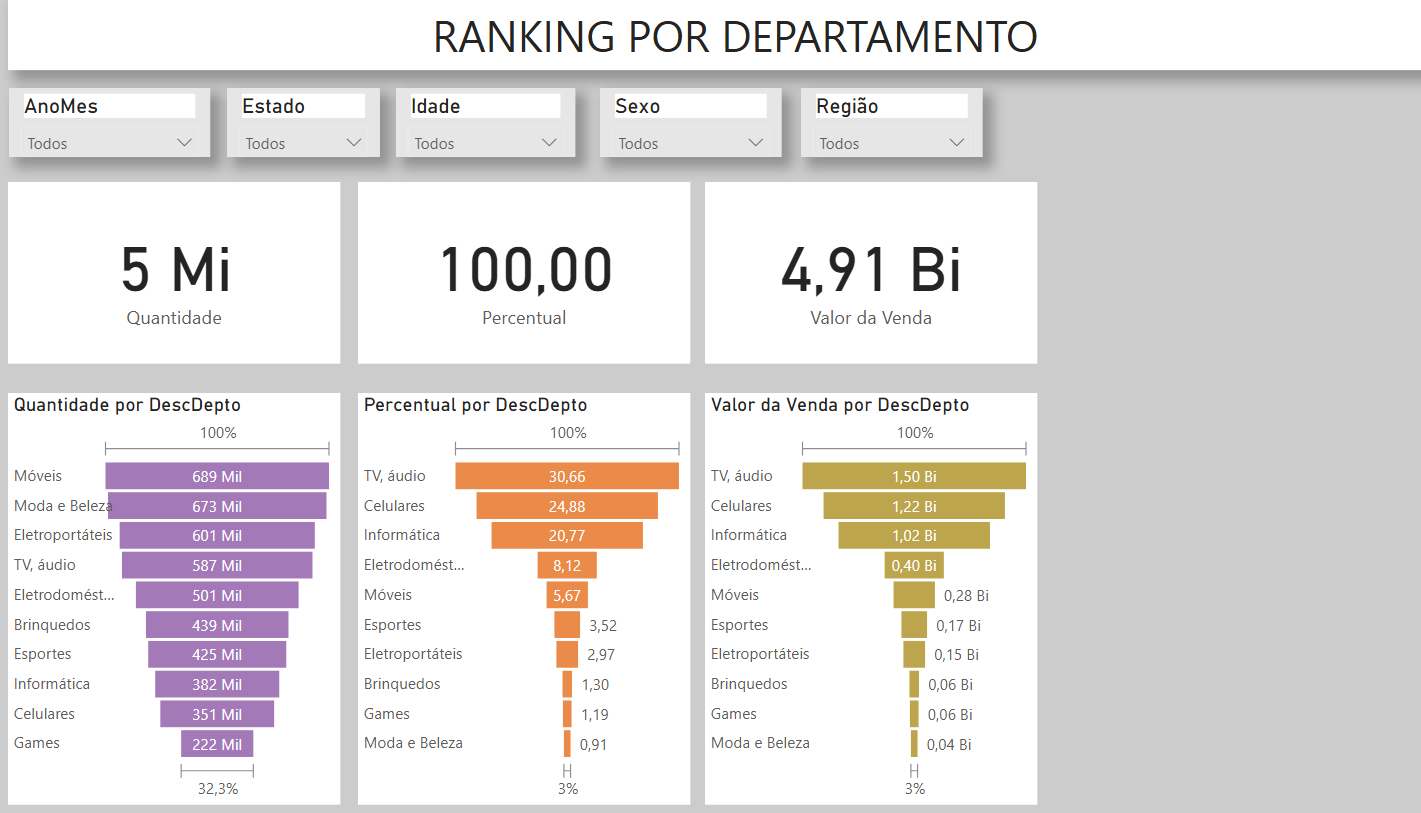 RANKING POR DEPARTAMENTO
AnoMes
Todos
Estado
Todos
Idade
Todos
Sexo
Todos
Região
Todos
5 Mi
Quantidade
100,00
Percentual
4,91 Bi
Valor da Venda
Quantidade por DescDepto
100%
Móveis 689 Mil
Moda e Beleza 673 Mil
Eletroportáteis 601 Mil
TV, áudio 587 Mil
Eletrodomést... 501 Mil
Brinquedos 439 Mil
Esportes 425 Mil
Informática 382 Mil
Celulares 351 Mil
Games 222 Mil
32,3%
Percentual por DescDepto
100%
TV, áudio 30,66
Celulares 24,88
Informática 20,77
Eletrodomést... 8,12
Móveis 5,67
Esportes 3,52
Eletroportáteis 2,97
Brinquedos 1,30
Games 1,19
Moda e Beleza 0,91
3%
Valor da Venda por DescDepto
100%
TV, áudio 1,50 Bi
Celulares 1,22 Bi
Informática 1,02 Bi
Eletrodomést... 0,40 Bi
Móveis 0,28 Bi
Esportes 0,17 Bi
Eletroportáteis 0,15 Bi
Brinquedos 0,06 Bi
Games 0,06 Bi
Moda e Beleza 0,04 Bi
3%